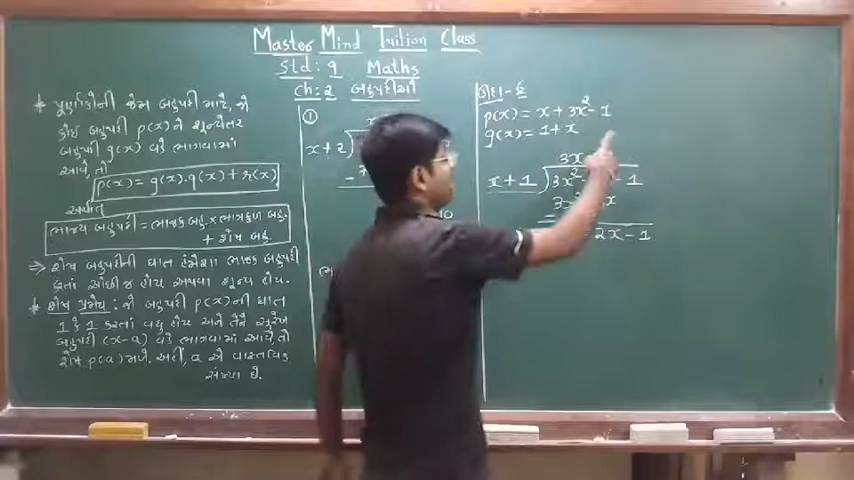 Master Mind Tuition Class
Std: 9 Maths
Ch: 2 બહુપદીઓ
* પૂર્ણાંકોની જેમ બહુપદી માટે, જો
કોઇ બહુપદી p(x) ને શૂન્યેતર
બહુપદી g(x) વડે ભાગવામાં
આવે, તો
p(x) = g(x).q(x) + r(x)
અર્થાત્
ભાજ્ય બહુપદી = ભાજક બહુ. x ભાગફળ બહુ.
+ શેષ બહુ.
⇒ શેષ બહુપદીની ઘાત હંમેશા ભાજક બહુપદી
કરતાં ઓછી જ હોય અથવા શૂન્ય હોય.
* શેષ પ્રમેય : જો બહુપદી p(x) ની ઘાત
1 કે 1 કરતાં વધુ હોય અને તેને સુરેખ
બહુપદી (x-a) વડે ભાગવામાં આવે, તો
શેષ p(a) મળે. અહીં, a એ વાસ્તવિક
સંખ્યા છે.
①
x+2
ઉદા-૬
p(x) = x + 3x² - 1
g(x) = 1 + x
3x
x+1 ) 3x² - 1
3x x
2x - 1